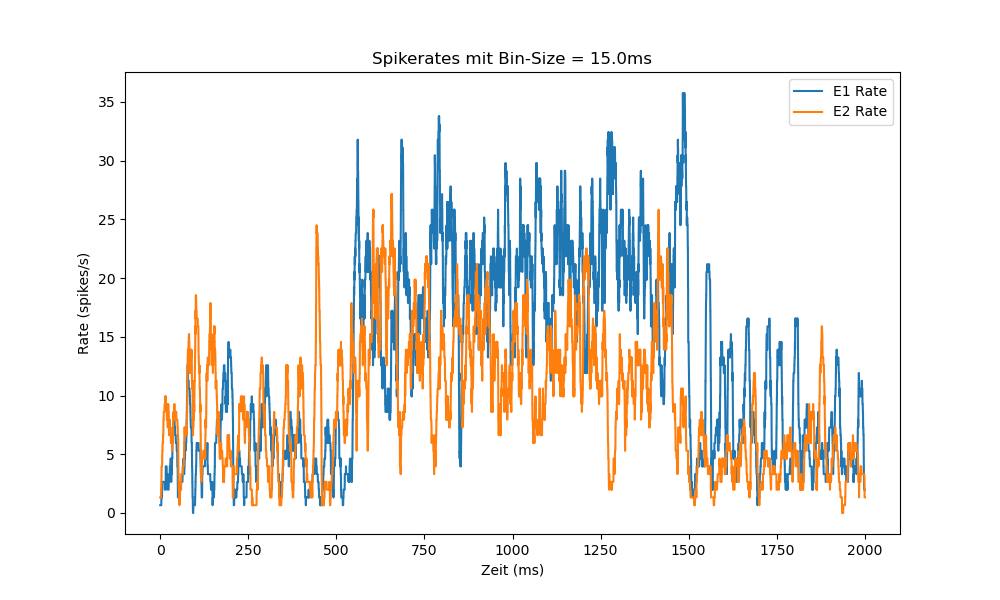 Spikerates mit Bin-Size = 15.0ms
E1 Rate
E2 Rate
Rate (spikes/s)
35
30
25
20
15
10
5
0
0 250 500 750 1000 1250 1500 1750 2000
Zeit (ms)